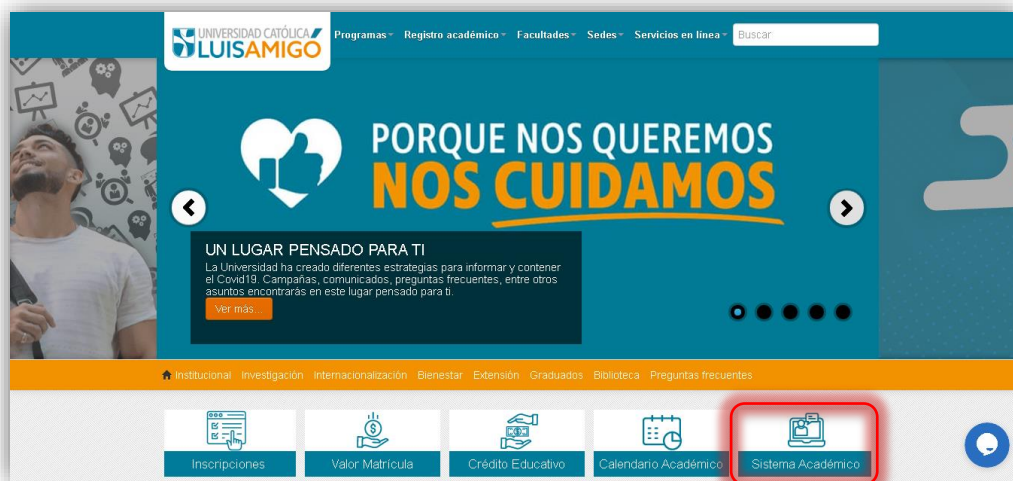 UNIVERSIDAD CATÓLICA
LUISAMIGÓ
Programas Registro académico Facultades Sedes Servicios en línea Buscar
PORQUE NOS QUEREMOS
NOS CUIDAMOS
UN LUGAR PENSADO PARA TI
La Universidad ha creado diferentes estrategias para informar y contener
el Covid19. Campañas, comunicados, preguntas frecuentes, entre otros
asuntos encontrarás en este lugar pensado para ti.
Ver más...
Institucional Investigación Internacionalización Bienestar Extensión Graduados Biblioteca Preguntas frecuentes
Inscripciones Valor Matrícula Crédito Educativo Calendario Académico Sistema Académico